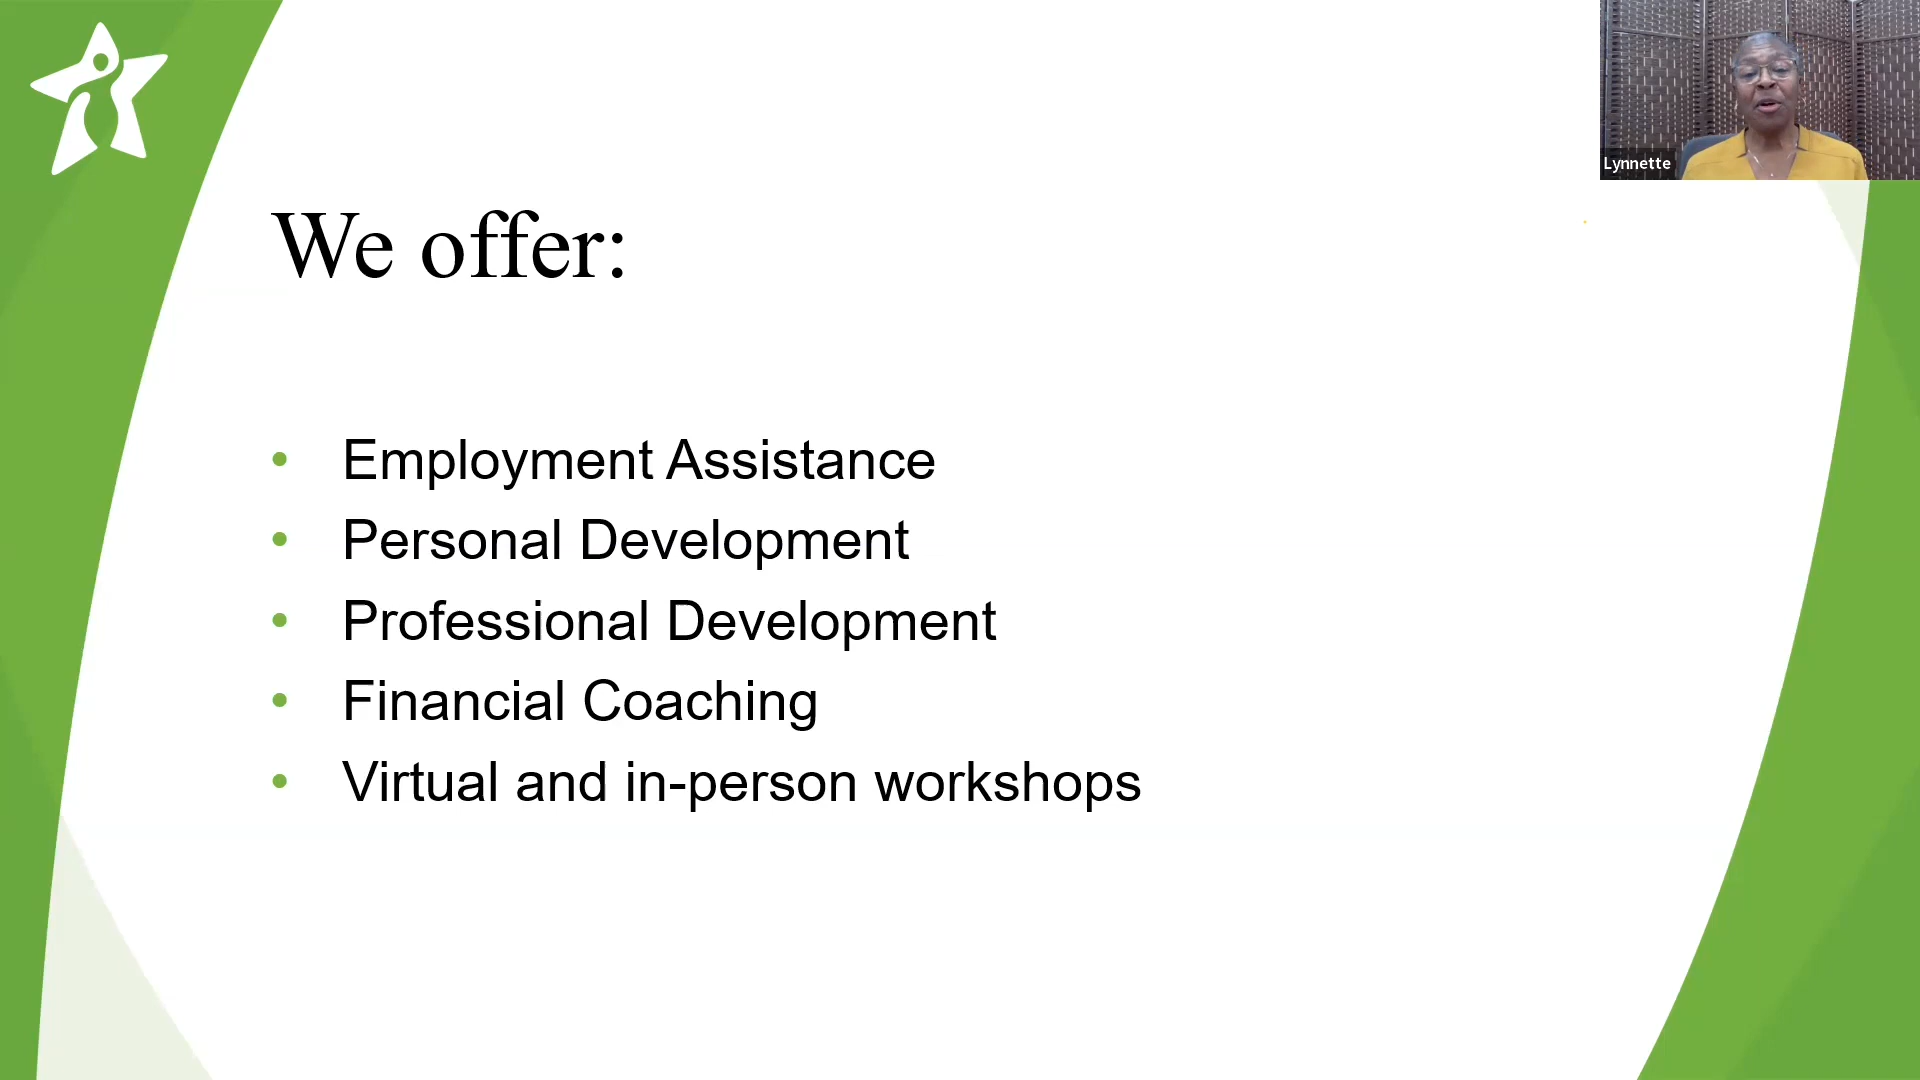 Lynnette
We offer:
• Employment Assistance
• Personal Development
• Professional Development
• Financial Coaching
• Virtual and in-person workshops